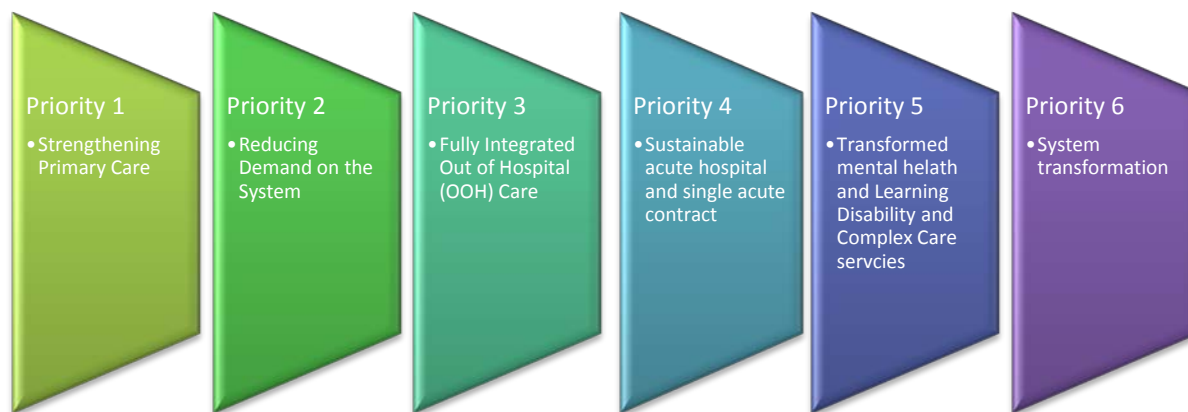 Priority 1
•Strengthening
Primary Care
Priority 2
•Reducing
Demand on the
System
Priority 3
•Fully Integrated
Out of Hospital
(OOH) Care
Priority 4
•Sustainable
acute hospital
and single acute
contract
Priority 5
•Transformed
mental helath
and Learning
Disability and
Complex Care
servcies
Priority 6
•System
transformation